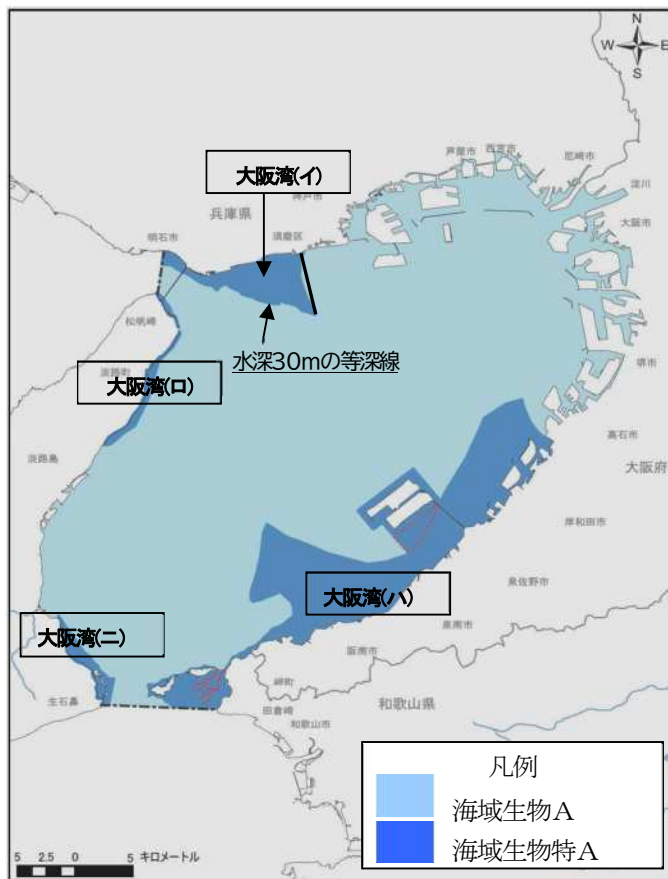 N
W E
S
芦屋市 西宮市
尼崎市
大阪湾(イ)
淀川
神戸市
兵庫県
大阪市
明石市
須磨区
松帆崎
水深30mの等深線
堺市
淡路町
大阪湾(ロ)
高石市
淡路島
大阪府
岸和田市
泉佐野市
大阪湾(ハ)
泉南市
大阪湾(ニ)
阪南市
岬町
生石鼻
田倉崎
和歌山県
和歌山市
凡例
海域生物A
海域生物特A
5 2.5 0 5 キロメートル